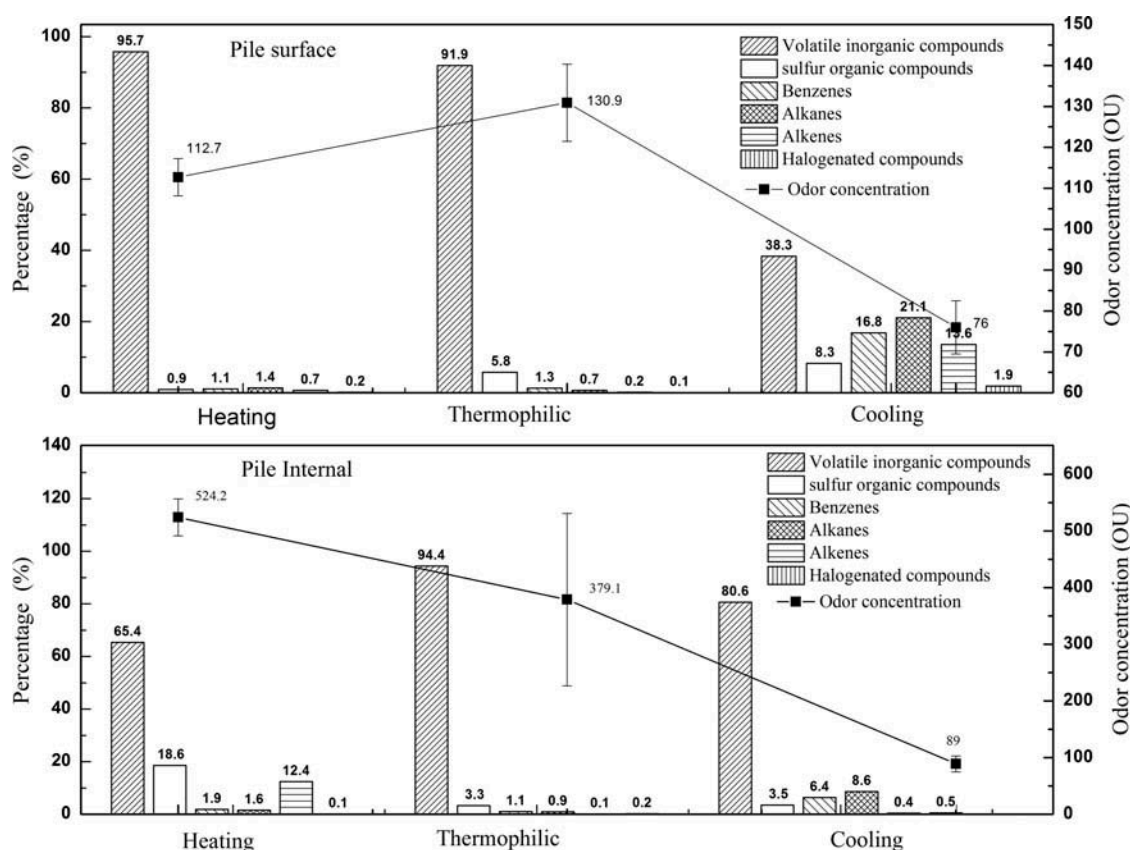 Pile surface
Percentage (%)
100
80
60
40
20
0
Odor concentration (OU)
150
140
130
120
110
100
90
80
70
60
Volatile inorganic compounds
sulfur organic compounds
Benzenes
Alkanes
Alkenes
Halogenated compounds
Odor concentration
95.7
0.9
1.1
1.4
0.7
0.2
112.7
91.9
5.8
1.3
0.7
0.2
0.1
130.9
38.3
8.3
16.8
21.1
13.6
1.9
76
Heating
Thermophilic
Cooling
Pile Internal
Percentage (%)
140
120
100
80
60
40
20
0
Odor concentration (OU)
600
500
400
300
200
100
0
Volatile inorganic compounds
sulfur organic compounds
Benzenes
Alkanes
Alkenes
Halogenated compounds
Odor concentration
65.4
18.6
1.9
1.6
12.4
0.1
524.2
94.4
3.3
1.1
0.9
0.1
0.2
379.1
80.6
3.5
6.4
8.6
0.4
0.5
89
Heating
Thermophilic
Cooling